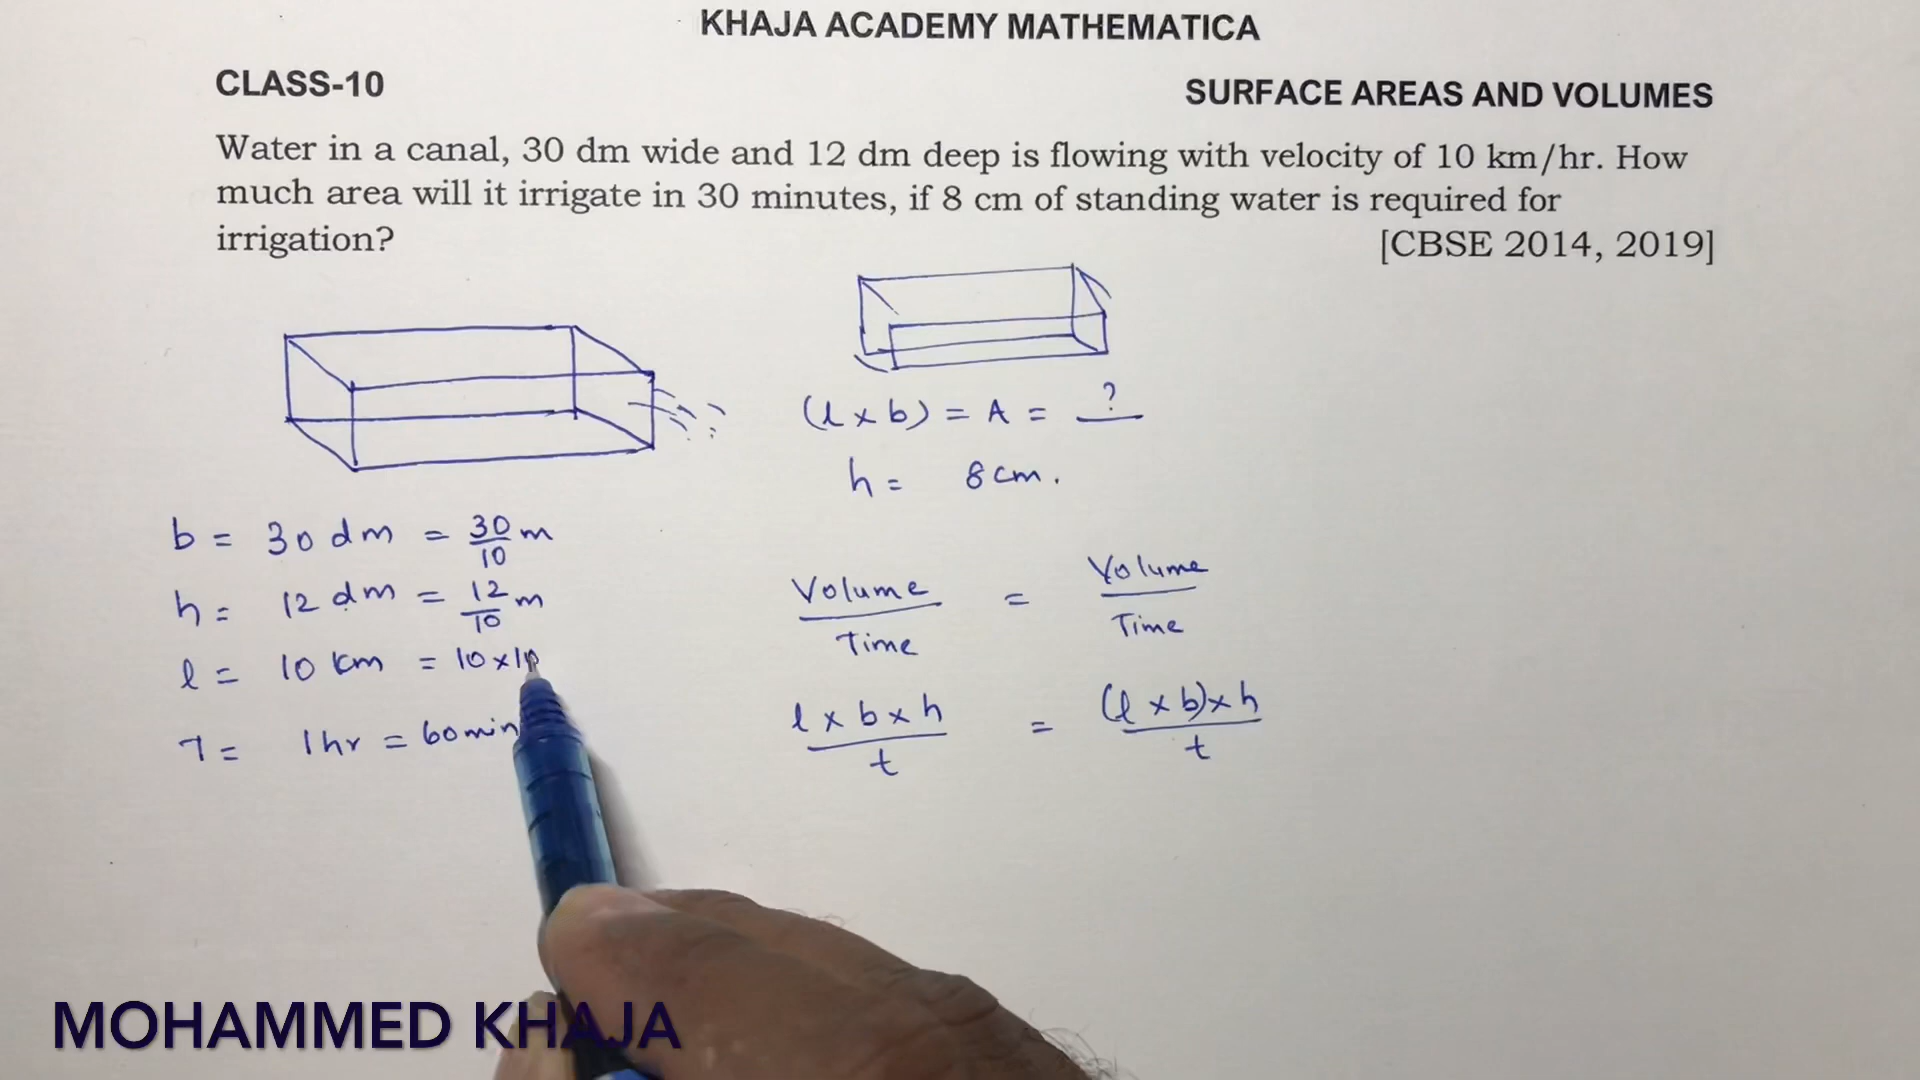 KHAJA ACADEMY MATHEMATICA
CLASS-10
SURFACE AREAS AND VOLUMES
Water in a canal, 30 dm wide and 12 dm deep is flowing with velocity of 10 km/hr. How
much area will it irrigate in 30 minutes, if 8 cm of standing water is required for
irrigation?
[CBSE 2014, 2019]
(l x b) = A = ?
h = 8 cm.
b = 30 dm = 30/10 m
h = 12 dm = 12/10 m
l = 10 km = 10 x 10
T = 1 hr = 60 min
Volume/Time = Volume/Time
l x b x h/t = (l x b) x h/t
MOHAMMED KHAJA